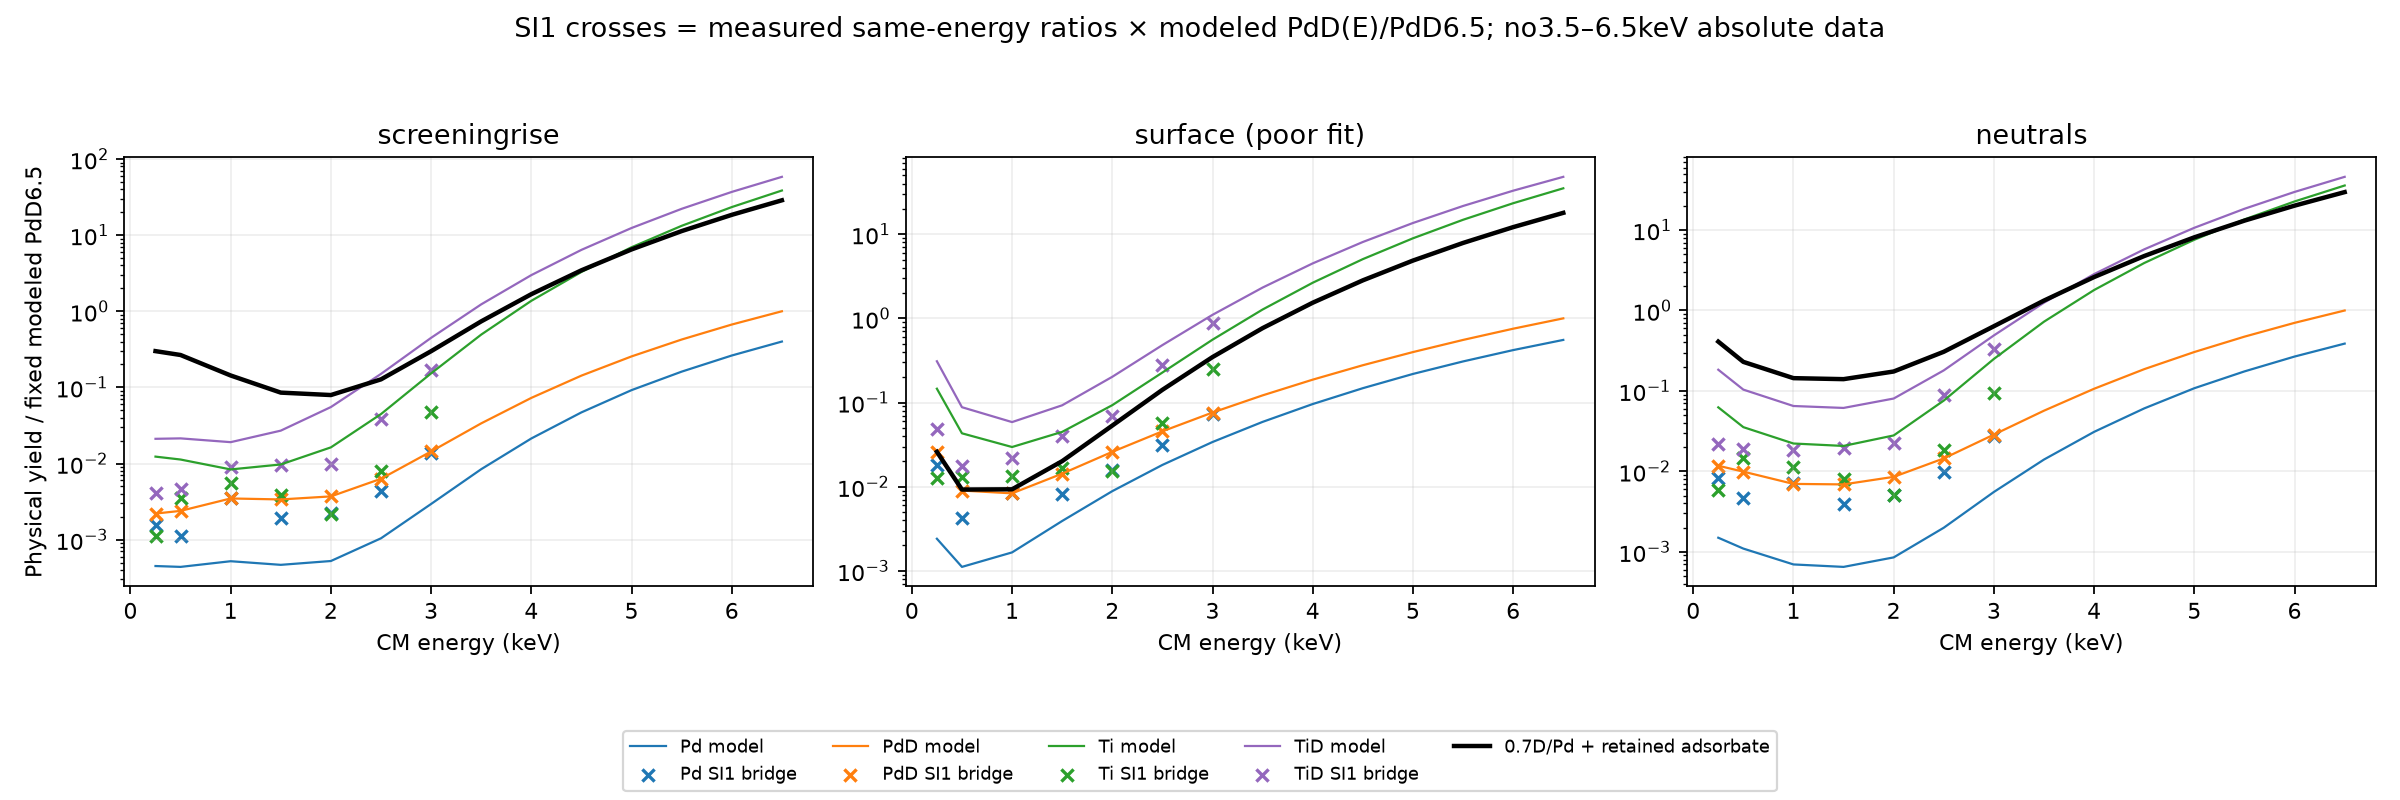 SI1 crosses = measured same-energy ratios × modeled PdD(E)/PdD6.5; no3.5–6.5keV absolute data
screeningrise
surface (poor fit)
neutrals
Physical yield / fixed modeled PdD6.5
10²
10¹
10⁰
10⁻¹
10⁻²
10⁻³
0 1 2 3 4 5 6
CM energy (keV)
10¹
10⁰
10⁻¹
10⁻²
10⁻³
0 1 2 3 4 5 6
CM energy (keV)
10¹
10⁰
10⁻¹
10⁻²
10⁻³
0 1 2 3 4 5 6
CM energy (keV)
Pd model
Pd SI1 bridge
PdD model
PdD SI1 bridge
Ti model
Ti SI1 bridge
TiD model
TiD SI1 bridge
0.7D/Pd + retained adsorbate